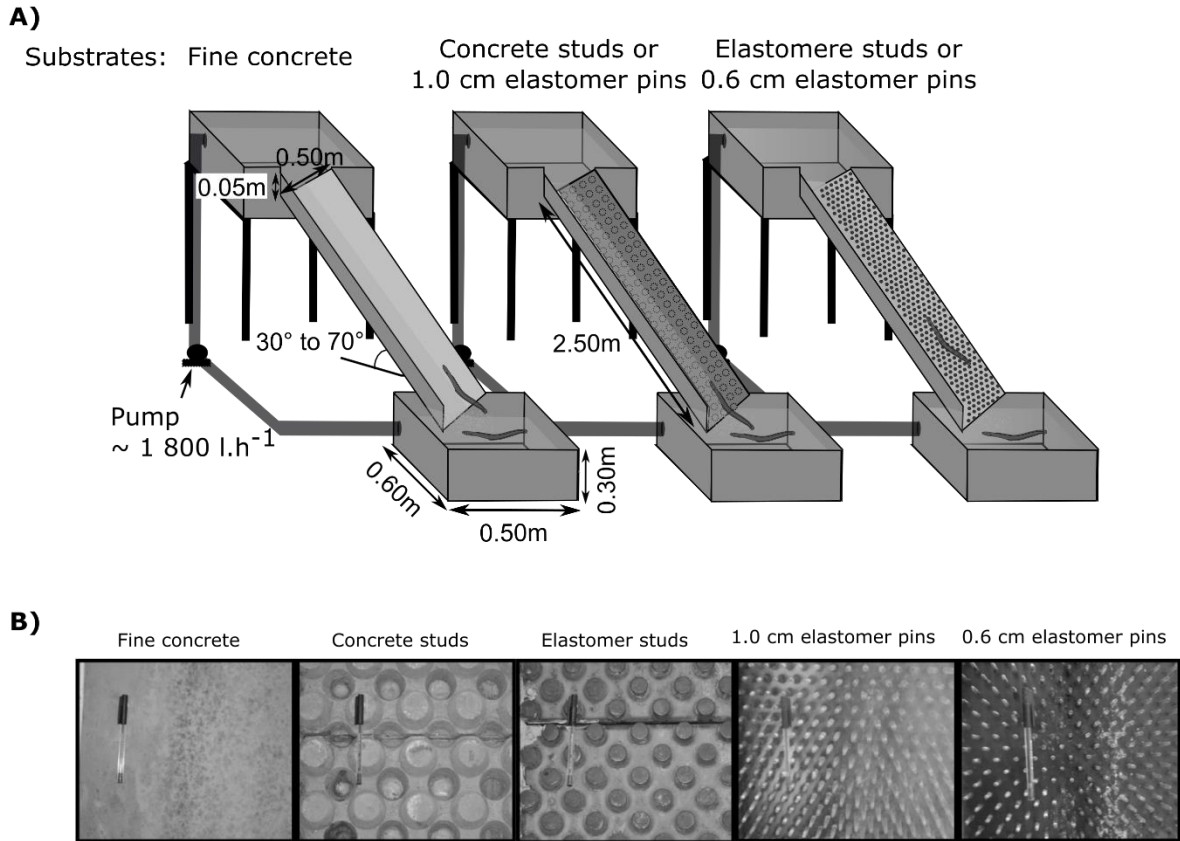 A)
Substrates: Fine concrete
Concrete studs or
1.0 cm elastomer pins
Elastomere studs or
0.6 cm elastomer pins
0.50m
0.05m
30° to 70°
2.50m
Pump
~ 1 800 l.h⁻¹
0.60m
0.50m
0.30m
B)
Fine concrete
Concrete studs
Elastomer studs
1.0 cm elastomer pins
0.6 cm elastomer pins